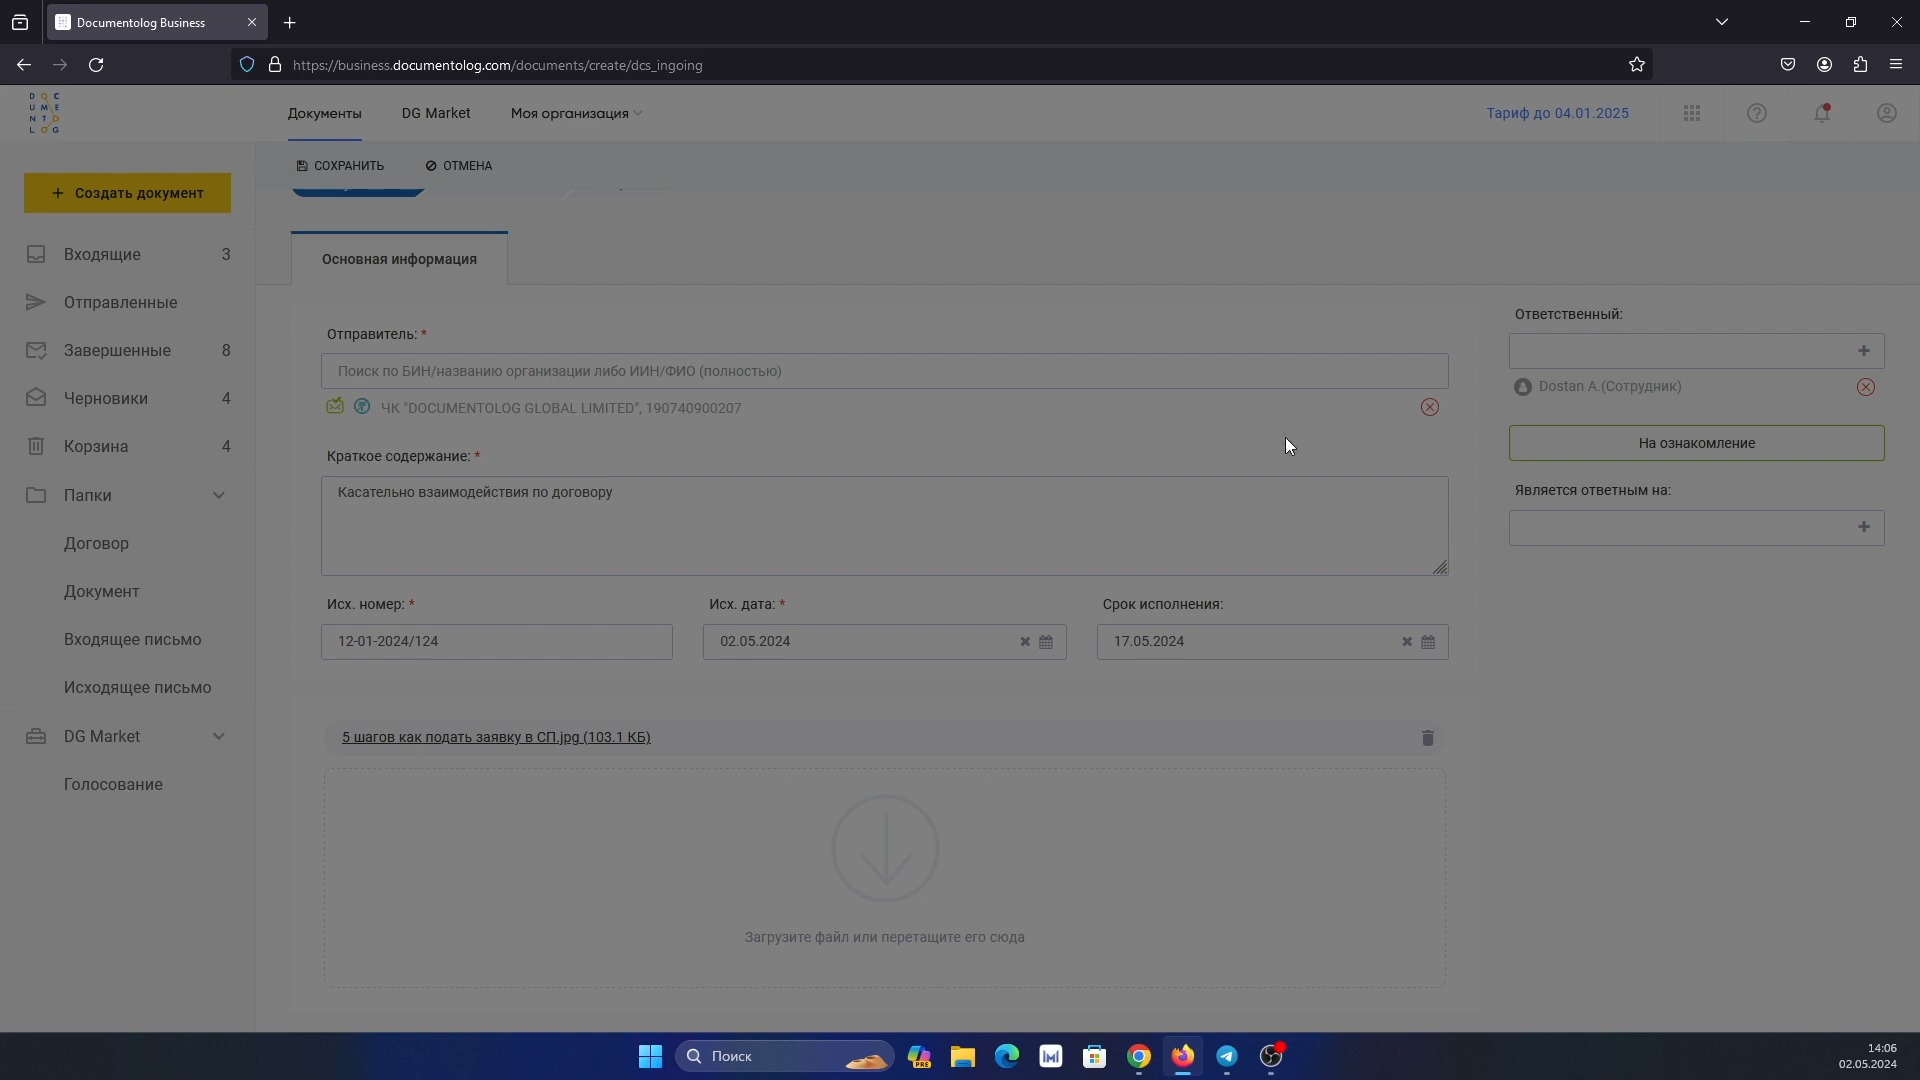 Documentolog Business
https://business.documentolog.com/documents/create/dcs_ingoing
D O C
U M E
N T D
L O G
Документы
DG Market
Моя организация
Тариф до 04.01.2025
СОХРАНИТЬ
ОТМЕНА
+ Создать документ
Входящие 3
Отправленные
Завершенные 8
Черновики 4
Корзина 4
Папки
Договор
Документ
Входящее письмо
Исходящее письмо
DG Market
Голосование
Основная информация
Отправитель: *
Поиск по БИН/названию организации либо ИИН/ФИО (полностью)
ЧК "DOCUMENTOLOG GLOBAL LIMITED", 190740900207
Краткое содержание: *
Касательно взаимодействия по договору
Исх. номер: *
12-01-2024/124
Исх. дата: *
02.05.2024
Срок исполнения:
17.05.2024
5 шагов как подать заявку в СП.jpg (103.1 КБ)
Загрузите файл или перетащите его сюда
Ответственный:
Dostan A.(Сотрудник)
На ознакомление
Является ответным на:
Поиск
PRE
14:06
02.05.2024